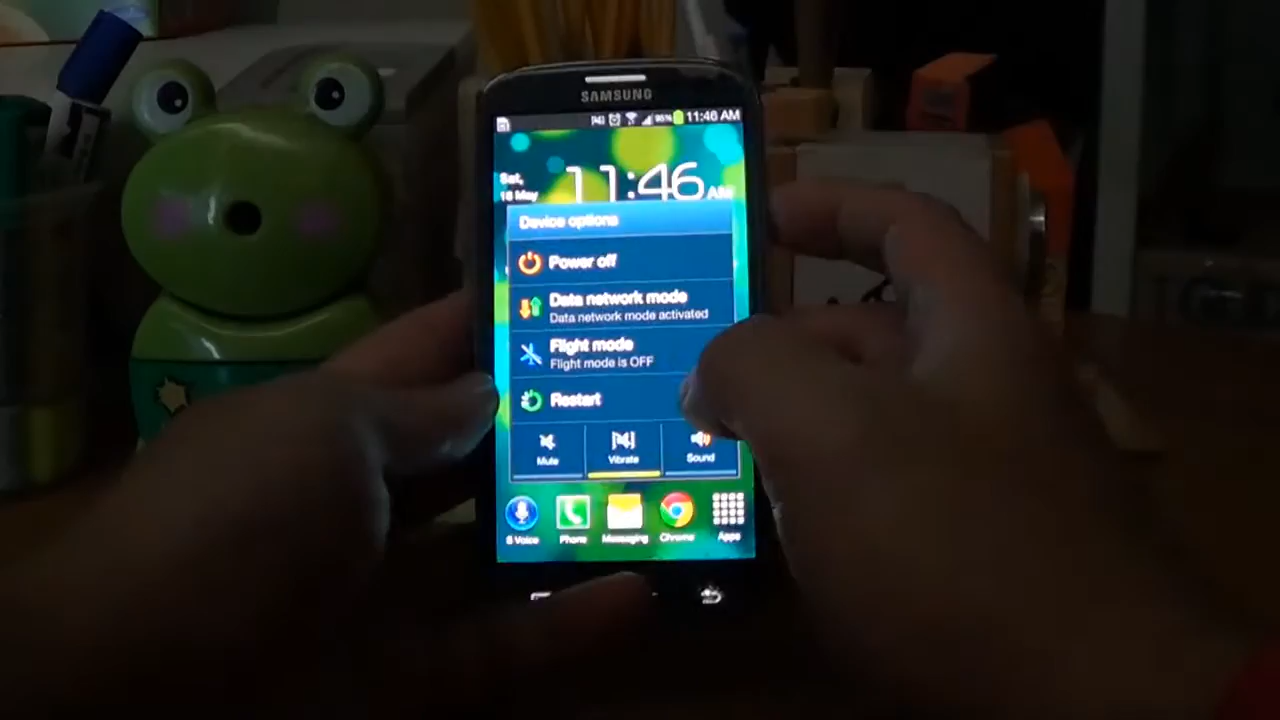 SAMSUNG
95% 11:46 AM
Sat,
18 May
11:46 AM
Device options
Power off
Data network mode
Data network mode activated
Flight mode
Flight mode is OFF
Restart
Mute
Vibrate
Sound
S Voice
Phone
Messaging
Chrome
Apps